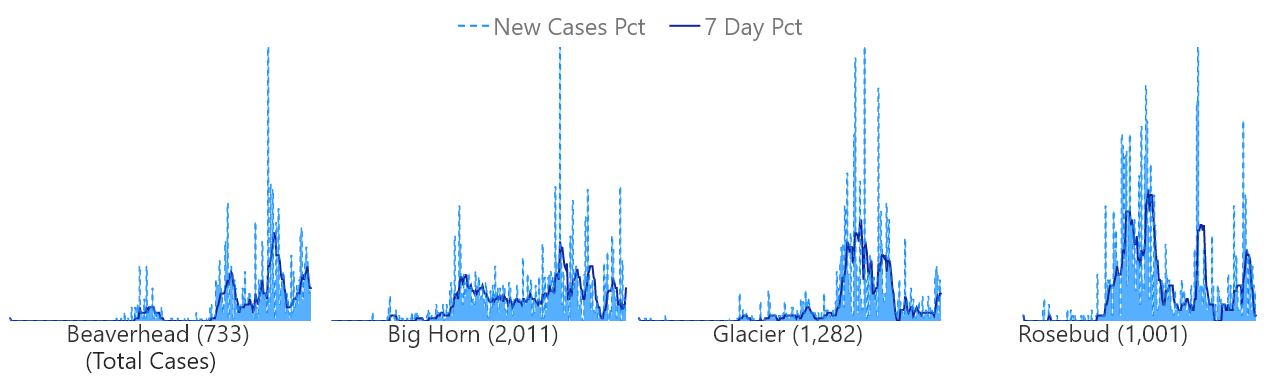 New Cases Pct 7 Day Pct
Beaverhead (733) Big Horn (2,011) Glacier (1,282) Rosebud (1,001)
(Total Cases)